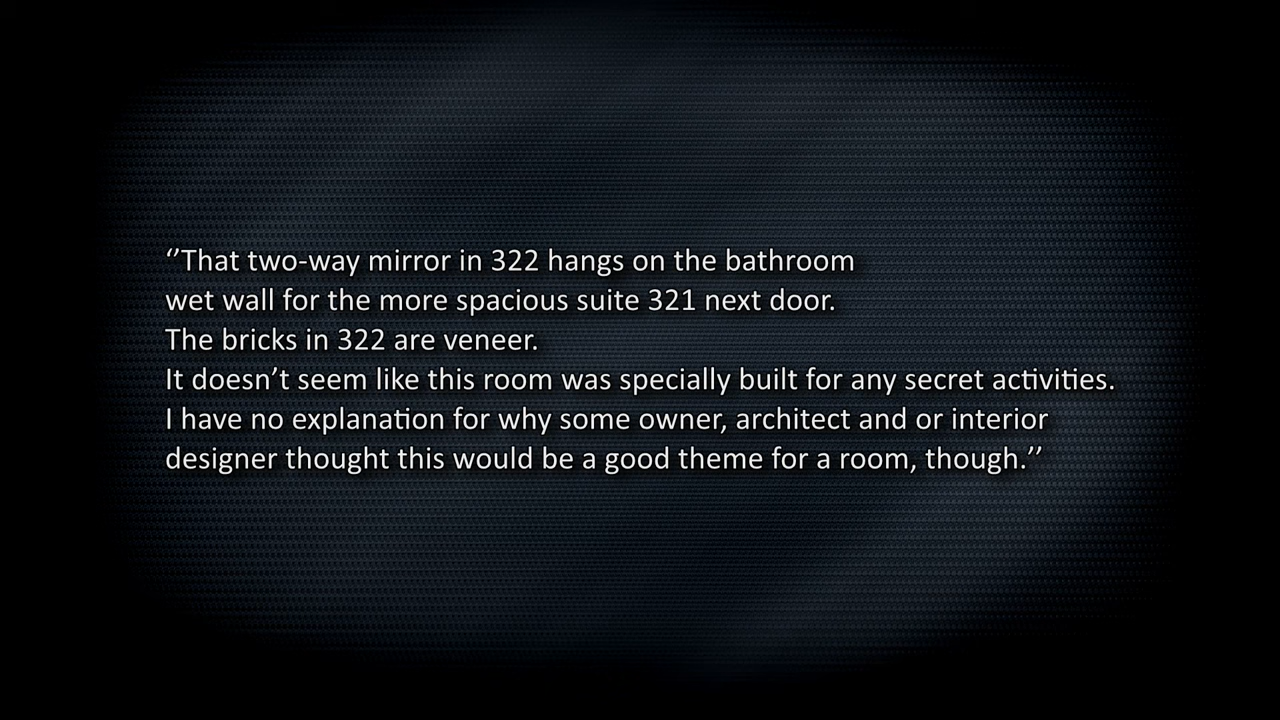 ‘’That two-way mirror in 322 hangs on the bathroom
wet wall for the more spacious suite 321 next door.
The bricks in 322 are veneer.
It doesn’t seem like this room was specially built for any secret activities.
I have no explanation for why some owner, architect and or interior
designer thought this would be a good theme for a room, though.’’